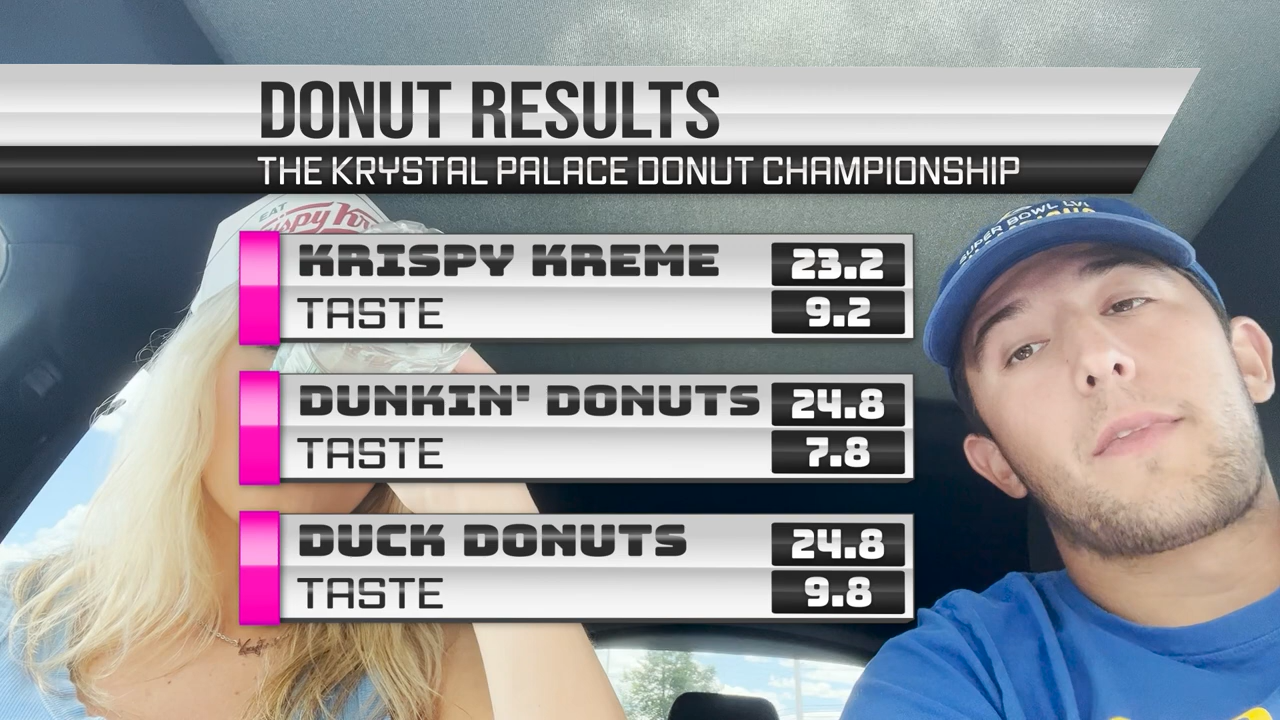 DONUT RESULTS
THE KRYSTAL PALACE DONUT CHAMPIONSHIP
EAT
SUPER BOWL LVI
KRISPY KREME 23.2
TASTE 9.2
DUNKIN' DONUTS 24.8
TASTE 7.8
DUCK DONUTS 24.8
TASTE 9.8